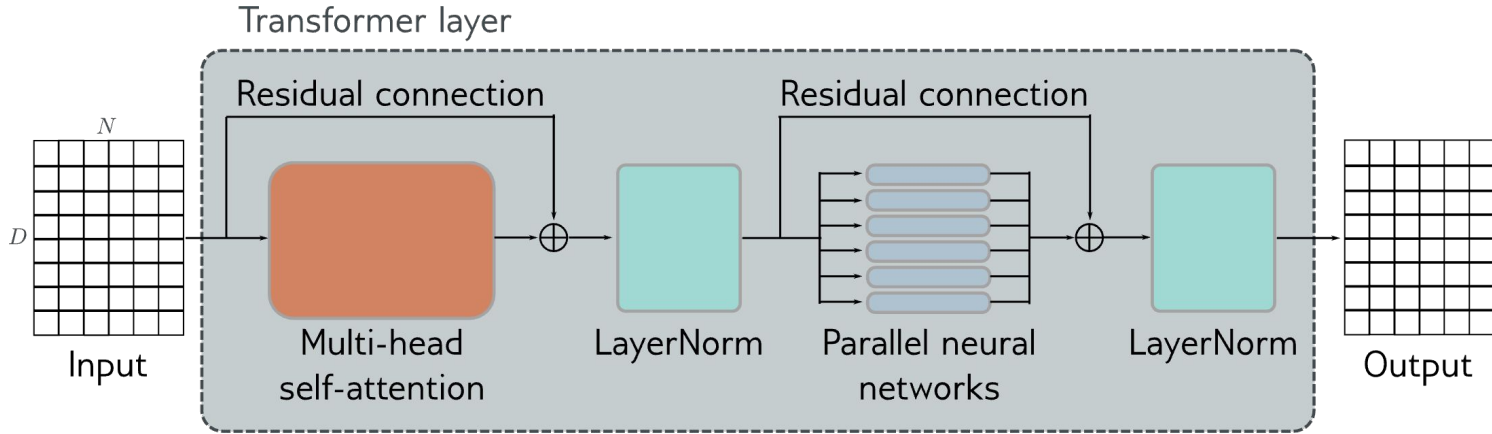 Transformer layer
Residual connection
Residual connection
N
D
Input
Multi-head
self-attention
LayerNorm
Parallel neural
networks
LayerNorm
Output